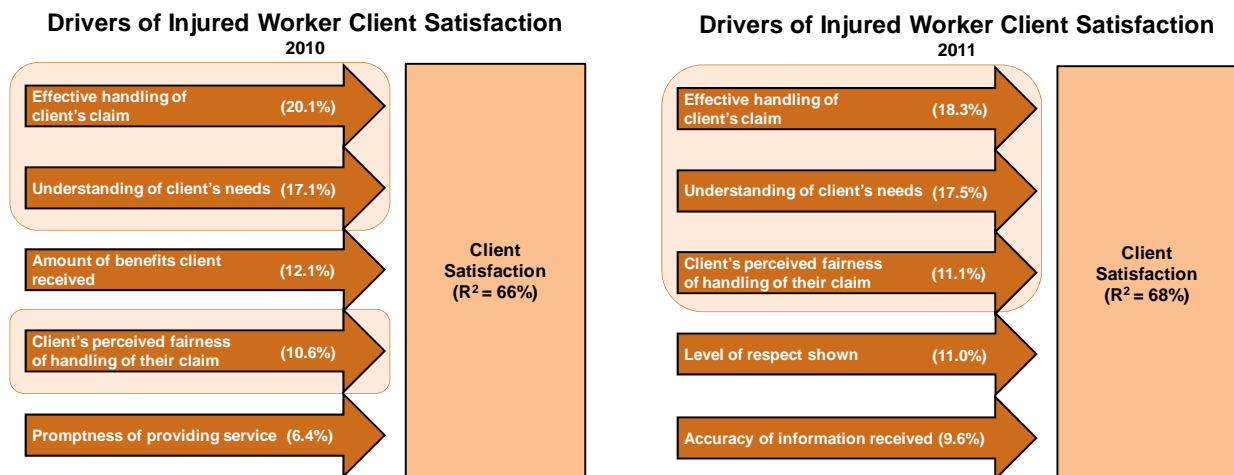 Drivers of Injured Worker Client Satisfaction
2010
Effective handling of
client's claim
(20.1%)
Understanding of client's needs (17.1%)
Amount of benefits client
received
(12.1%)
Client's perceived fairness
of handling of their claim
(10.6%)
Promptness of providing service (6.4%)
Client
Satisfaction
(R² = 66%)
Drivers of Injured Worker Client Satisfaction
2011
Effective handling of
client's claim
(18.3%)
Understanding of client's needs (17.5%)
Client's perceived fairness
of handling of their claim
(11.1%)
Level of respect shown (11.0%)
Accuracy of information received (9.6%)
Client
Satisfaction
(R² = 68%)